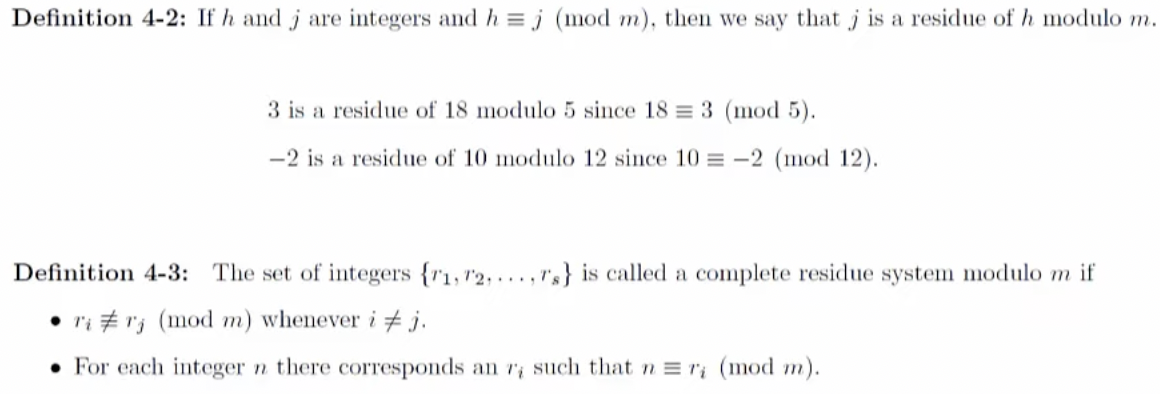 Definition 4-2: If h and j are integers and h ≡ j (mod m), then we say that j is a residue of h modulo m.
3 is a residue of 18 modulo 5 since 18 ≡ 3 (mod 5).
−2 is a residue of 10 modulo 12 since 10 ≡ −2 (mod 12).
Definition 4-3: The set of integers {r₁, r₂, . . . , rₛ} is called a complete residue system modulo m if
• rᵢ ≢ rⱼ (mod m) whenever i ≠ j.
• For each integer n there corresponds an rᵢ such that n ≡ rᵢ (mod m).